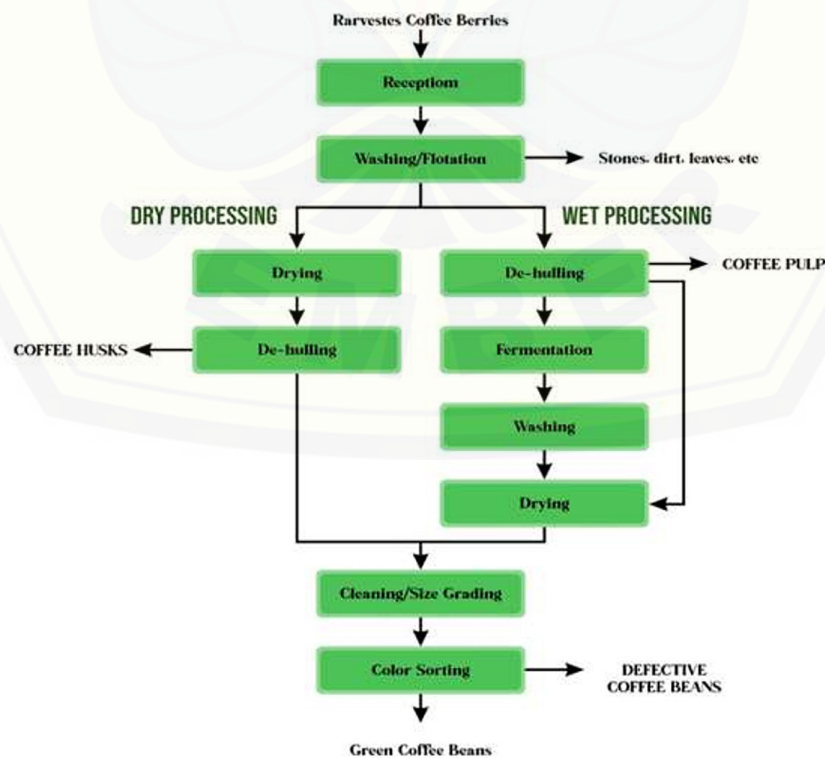 Rarvestes Coffee Berries
Receptiom
Washing/Flotation
Stones. dirt. leaves. etc
DRY PROCESSING
WET PROCESSING
Drying
De-hulling
COFFEE PULP
COFFEE HUSKS
De-hulling
Fermentation
Washing
Drying
Cleaning/Size Grading
Color Sorting
DEFECTIVE
COFFEE BEANS
Green Coffee Beans